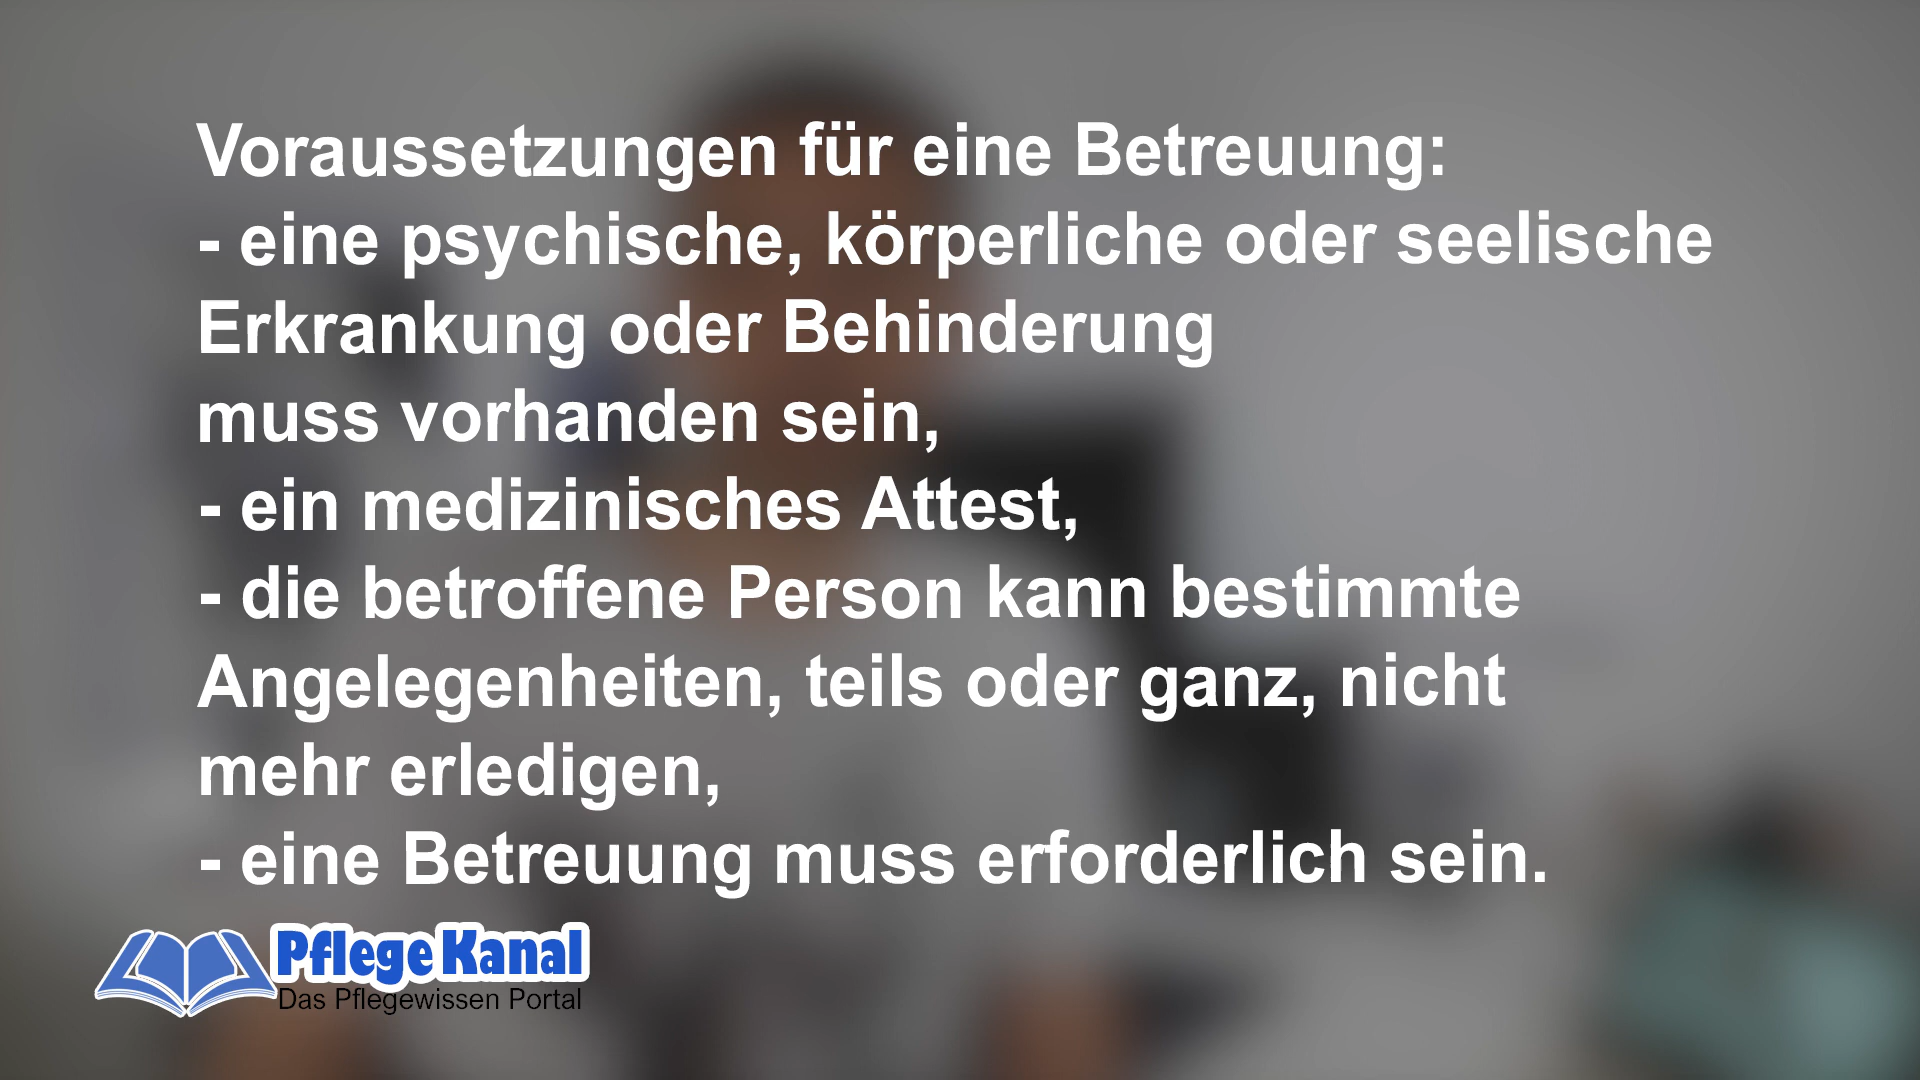 Voraussetzungen für eine Betreuung:
- eine psychische, körperliche oder seelische
Erkrankung oder Behinderung
muss vorhanden sein,
- ein medizinisches Attest,
- die betroffene Person kann bestimmte
Angelegenheiten, teils oder ganz, nicht
mehr erledigen,
- eine Betreuung muss erforderlich sein.
PflegeKanal
Das Pflegewissen Portal